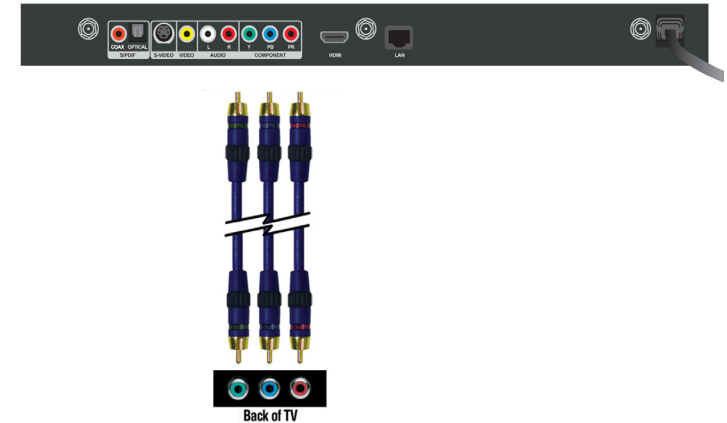 L R Y PB PR
COAX OPTICAL S-VIDEO VIDEO AUDIO COMPONENT
S/PDIF
HDMI
LAN
Back of TV